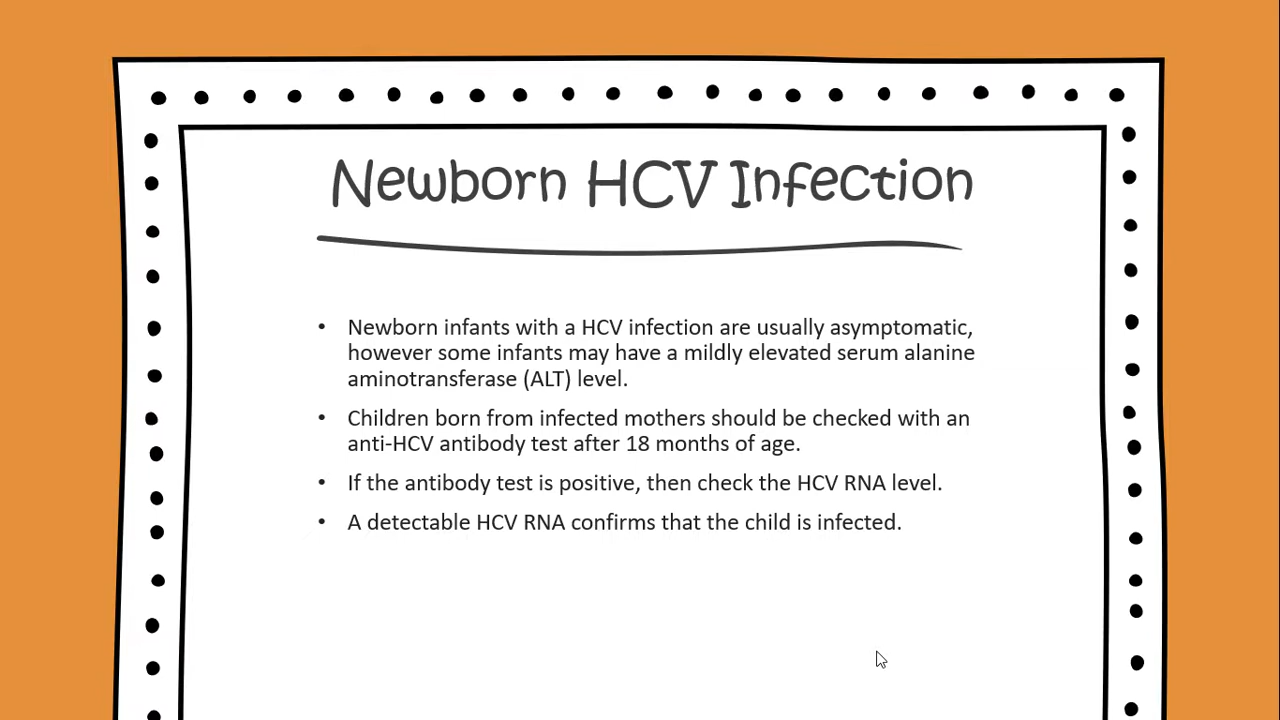 Newborn HCV Infection
• Newborn infants with a HCV infection are usually asymptomatic,
however some infants may have a mildly elevated serum alanine
aminotransferase (ALT) level.
• Children born from infected mothers should be checked with an
anti-HCV antibody test after 18 months of age.
• If the antibody test is positive, then check the HCV RNA level.
• A detectable HCV RNA confirms that the child is infected.